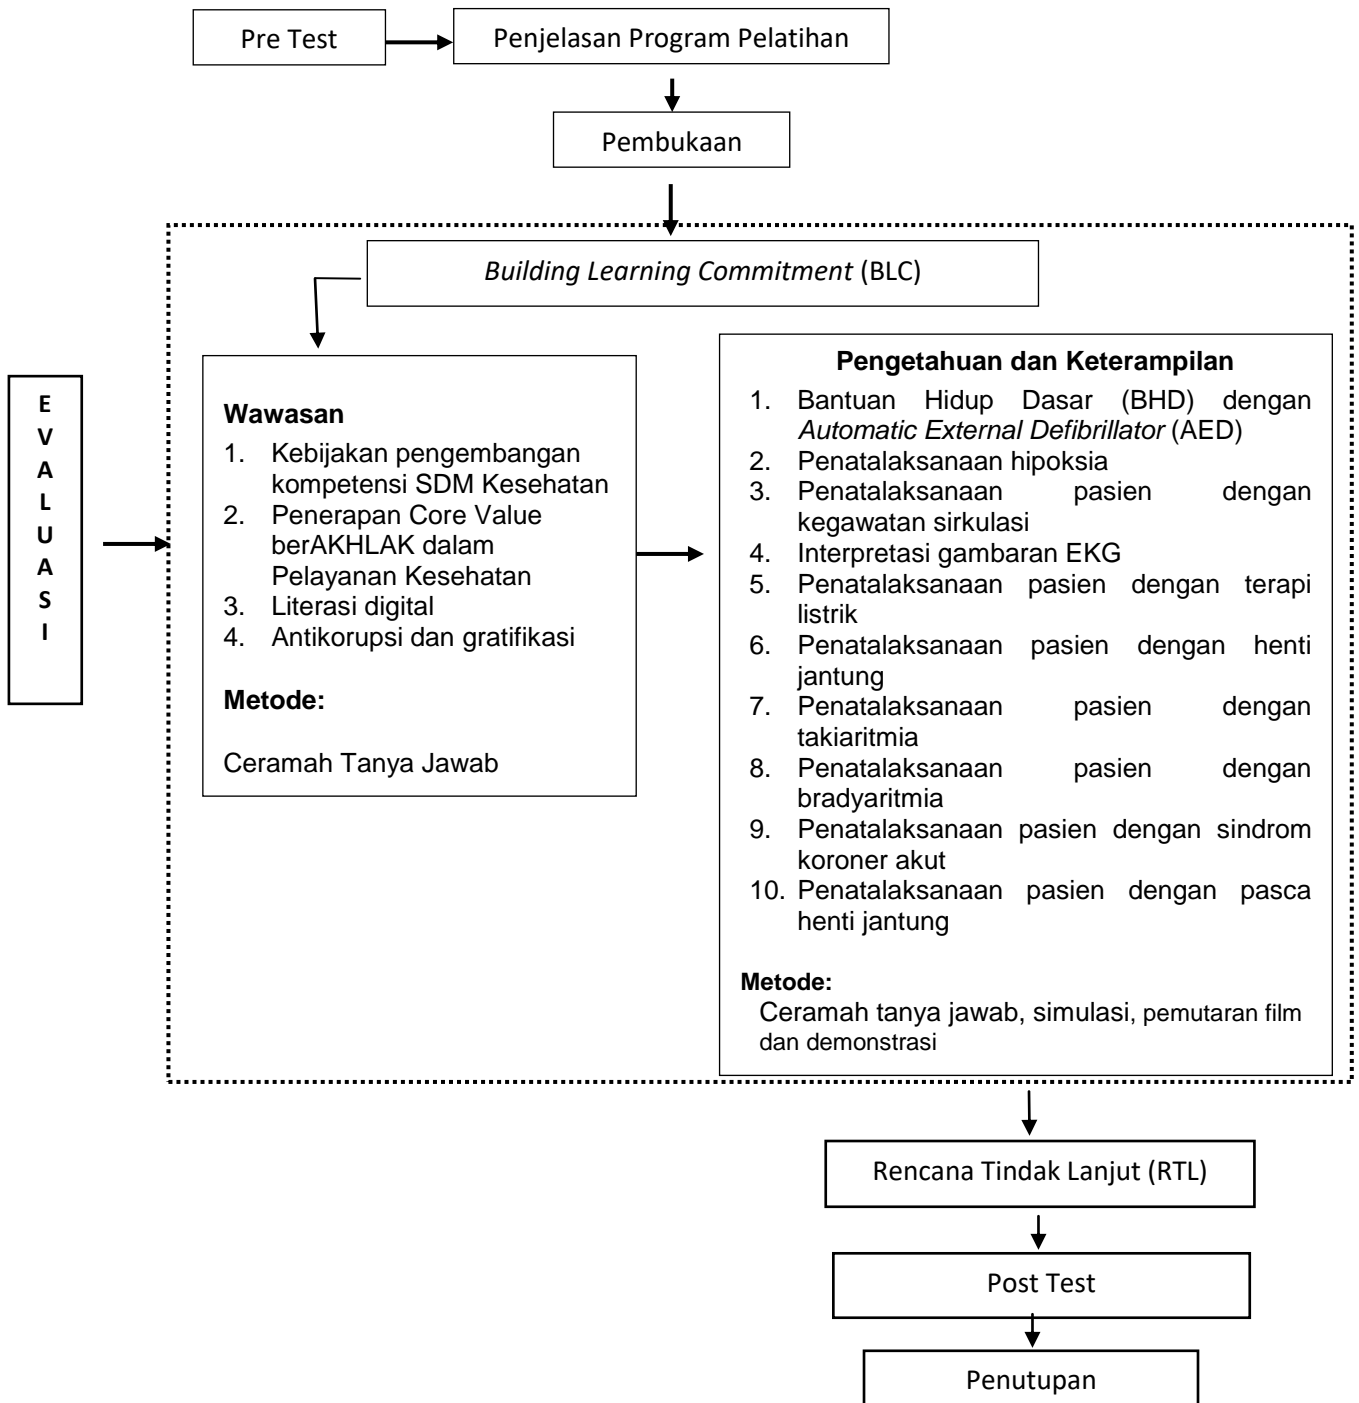 Pre Test
Penjelasan Program Pelatihan
Pembukaan
Building Learning Commitment (BLC)
E
V
A
L
U
A
S
I
Wawasan
1. Kebijakan pengembangan
kompetensi SDM Kesehatan
2. Penerapan Core Value
berAKHLAK dalam
Pelayanan Kesehatan
3. Literasi digital
4. Antikorupsi dan gratifikasi
Metode:
Ceramah Tanya Jawab
Pengetahuan dan Keterampilan
1. Bantuan Hidup Dasar (BHD) dengan
Automatic External Defibrillator (AED)
2. Penatalaksanaan hipoksia
3. Penatalaksanaan pasien dengan
kegawatan sirkulasi
4. Interpretasi gambaran EKG
5. Penatalaksanaan pasien dengan terapi
listrik
6. Penatalaksanaan pasien dengan henti
jantung
7. Penatalaksanaan pasien dengan
takiaritmia
8. Penatalaksanaan pasien dengan
bradyaritmia
9. Penatalaksanaan pasien dengan sindrom
koroner akut
10. Penatalaksanaan pasien dengan pasca
henti jantung
Metode:
Ceramah tanya jawab, simulasi, pemutaran film
dan demonstrasi
Rencana Tindak Lanjut (RTL)
Post Test
Penutupan